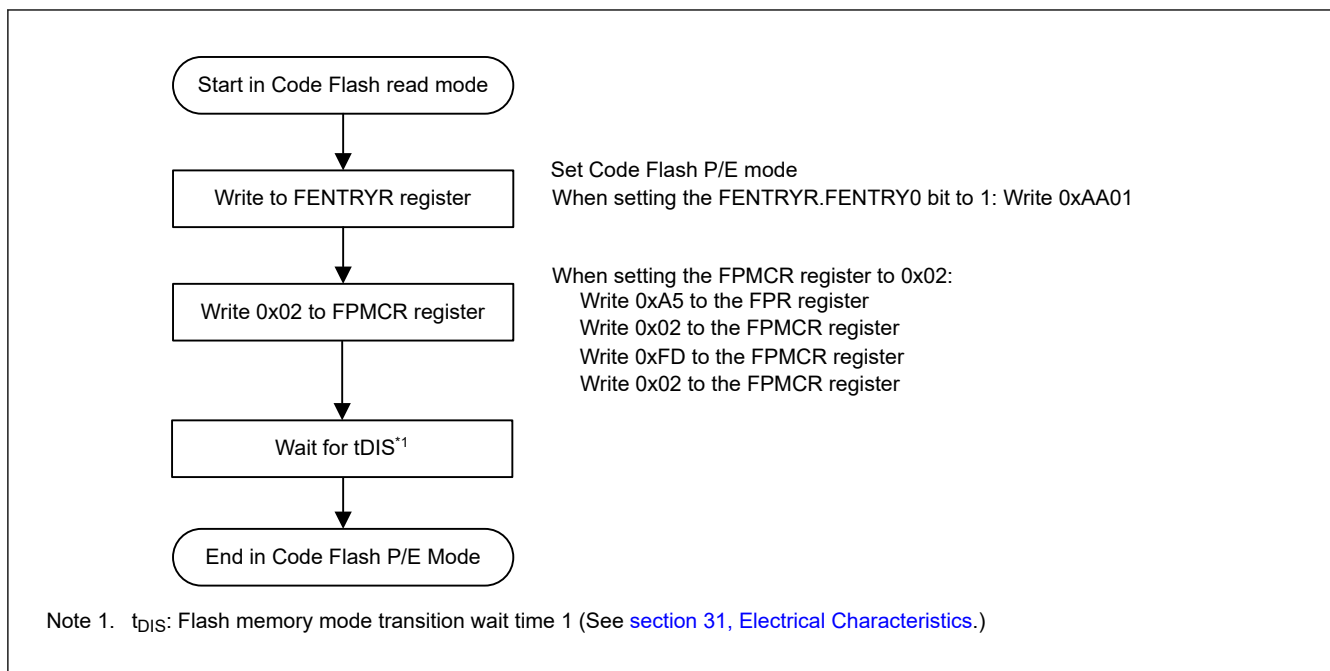 Start in Code Flash read mode
Write to FENTRYR register
Set Code Flash P/E mode
When setting the FENTRYR.FENTRY0 bit to 1: Write 0xAA01
Write 0x02 to FPMCR register
When setting the FPMCR register to 0x02:
Write 0xA5 to the FPR register
Write 0x02 to the FPMCR register
Write 0xFD to the FPMCR register
Write 0x02 to the FPMCR register
Wait for tDIS*1
End in Code Flash P/E Mode
Note 1. tDIS: Flash memory mode transition wait time 1 (See section 31, Electrical Characteristics.)